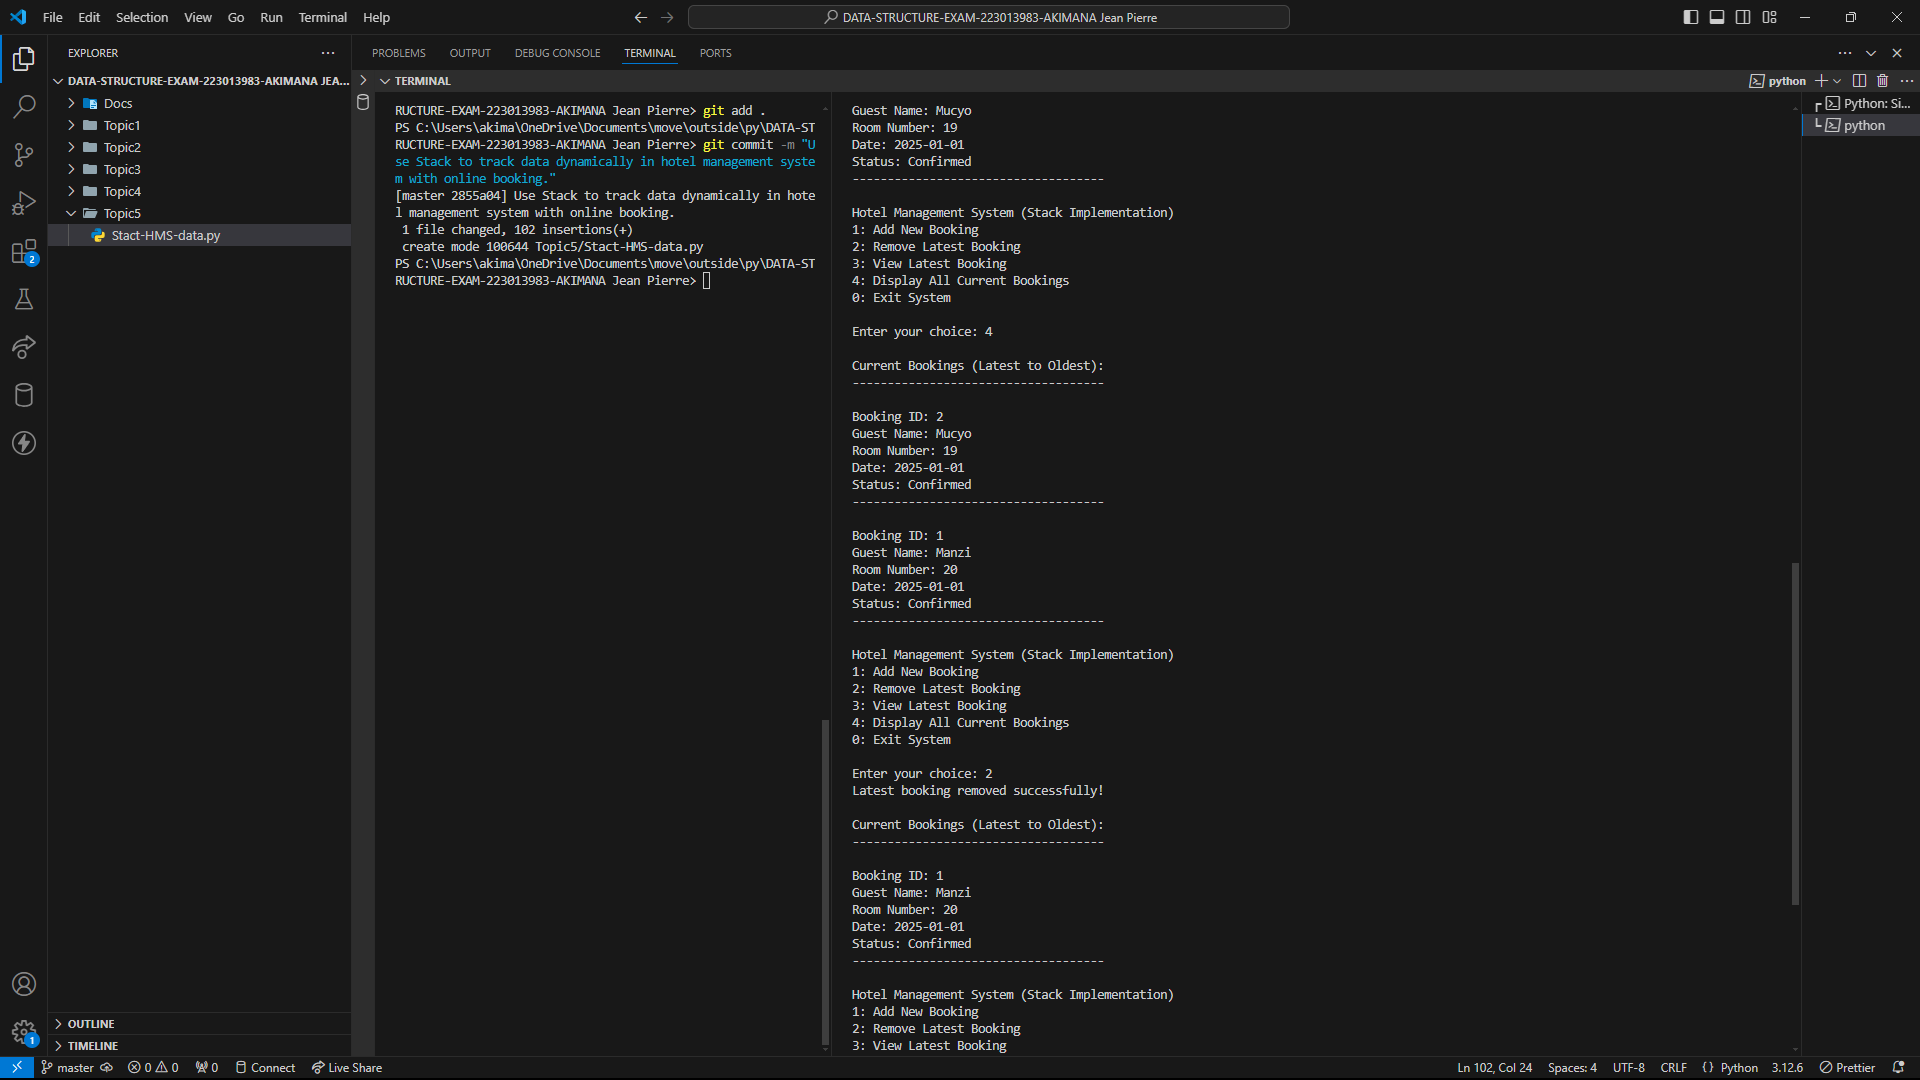 File Edit Selection View Go Run Terminal Help
DATA-STRUCTURE-EXAM-223013983-AKIMANA Jean Pierre
EXPLORER
DATA-STRUCTURE-EXAM-223013983-AKIMANA JEA...
Docs
Topic1
Topic2
Topic3
Topic4
Topic5
Stact-HMS-data.py
OUTLINE
TIMELINE
2
1
PROBLEMS OUTPUT DEBUG CONSOLE TERMINAL PORTS
TERMINAL
python
RUCTURE-EXAM-223013983-AKIMANA Jean Pierre> git add .
PS C:\Users\akima\OneDrive\Documents\move\outside\py\DATA-ST
RUCTURE-EXAM-223013983-AKIMANA Jean Pierre> git commit -m "U
se Stack to track data dynamically in hotel management syste
m with online booking."
[master 2855a04] Use Stack to track data dynamically in hote
l management system with online booking.
1 file changed, 102 insertions(+)
create mode 100644 Topic5/Stact-HMS-data.py
PS C:\Users\akima\OneDrive\Documents\move\outside\py\DATA-ST
RUCTURE-EXAM-223013983-AKIMANA Jean Pierre>
Guest Name: Mucyo
Room Number: 19
Date: 2025-01-01
Status: Confirmed
------------------------------------
Hotel Management System (Stack Implementation)
1: Add New Booking
2: Remove Latest Booking
3: View Latest Booking
4: Display All Current Bookings
0: Exit System
Enter your choice: 4
Current Bookings (Latest to Oldest):
------------------------------------
Booking ID: 2
Guest Name: Mucyo
Room Number: 19
Date: 2025-01-01
Status: Confirmed
------------------------------------
Booking ID: 1
Guest Name: Manzi
Room Number: 20
Date: 2025-01-01
Status: Confirmed
------------------------------------
Hotel Management System (Stack Implementation)
1: Add New Booking
2: Remove Latest Booking
3: View Latest Booking
4: Display All Current Bookings
0: Exit System
Enter your choice: 2
Latest booking removed successfully!
Current Bookings (Latest to Oldest):
------------------------------------
Booking ID: 1
Guest Name: Manzi
Room Number: 20
Date: 2025-01-01
Status: Confirmed
------------------------------------
Hotel Management System (Stack Implementation)
1: Add New Booking
2: Remove Latest Booking
3: View Latest Booking
Python: Si...
python
master 0 0 0 Connect Live Share Ln 102, Col 24 Spaces: 4 UTF-8 CRLF {} Python 3.12.6 Prettier